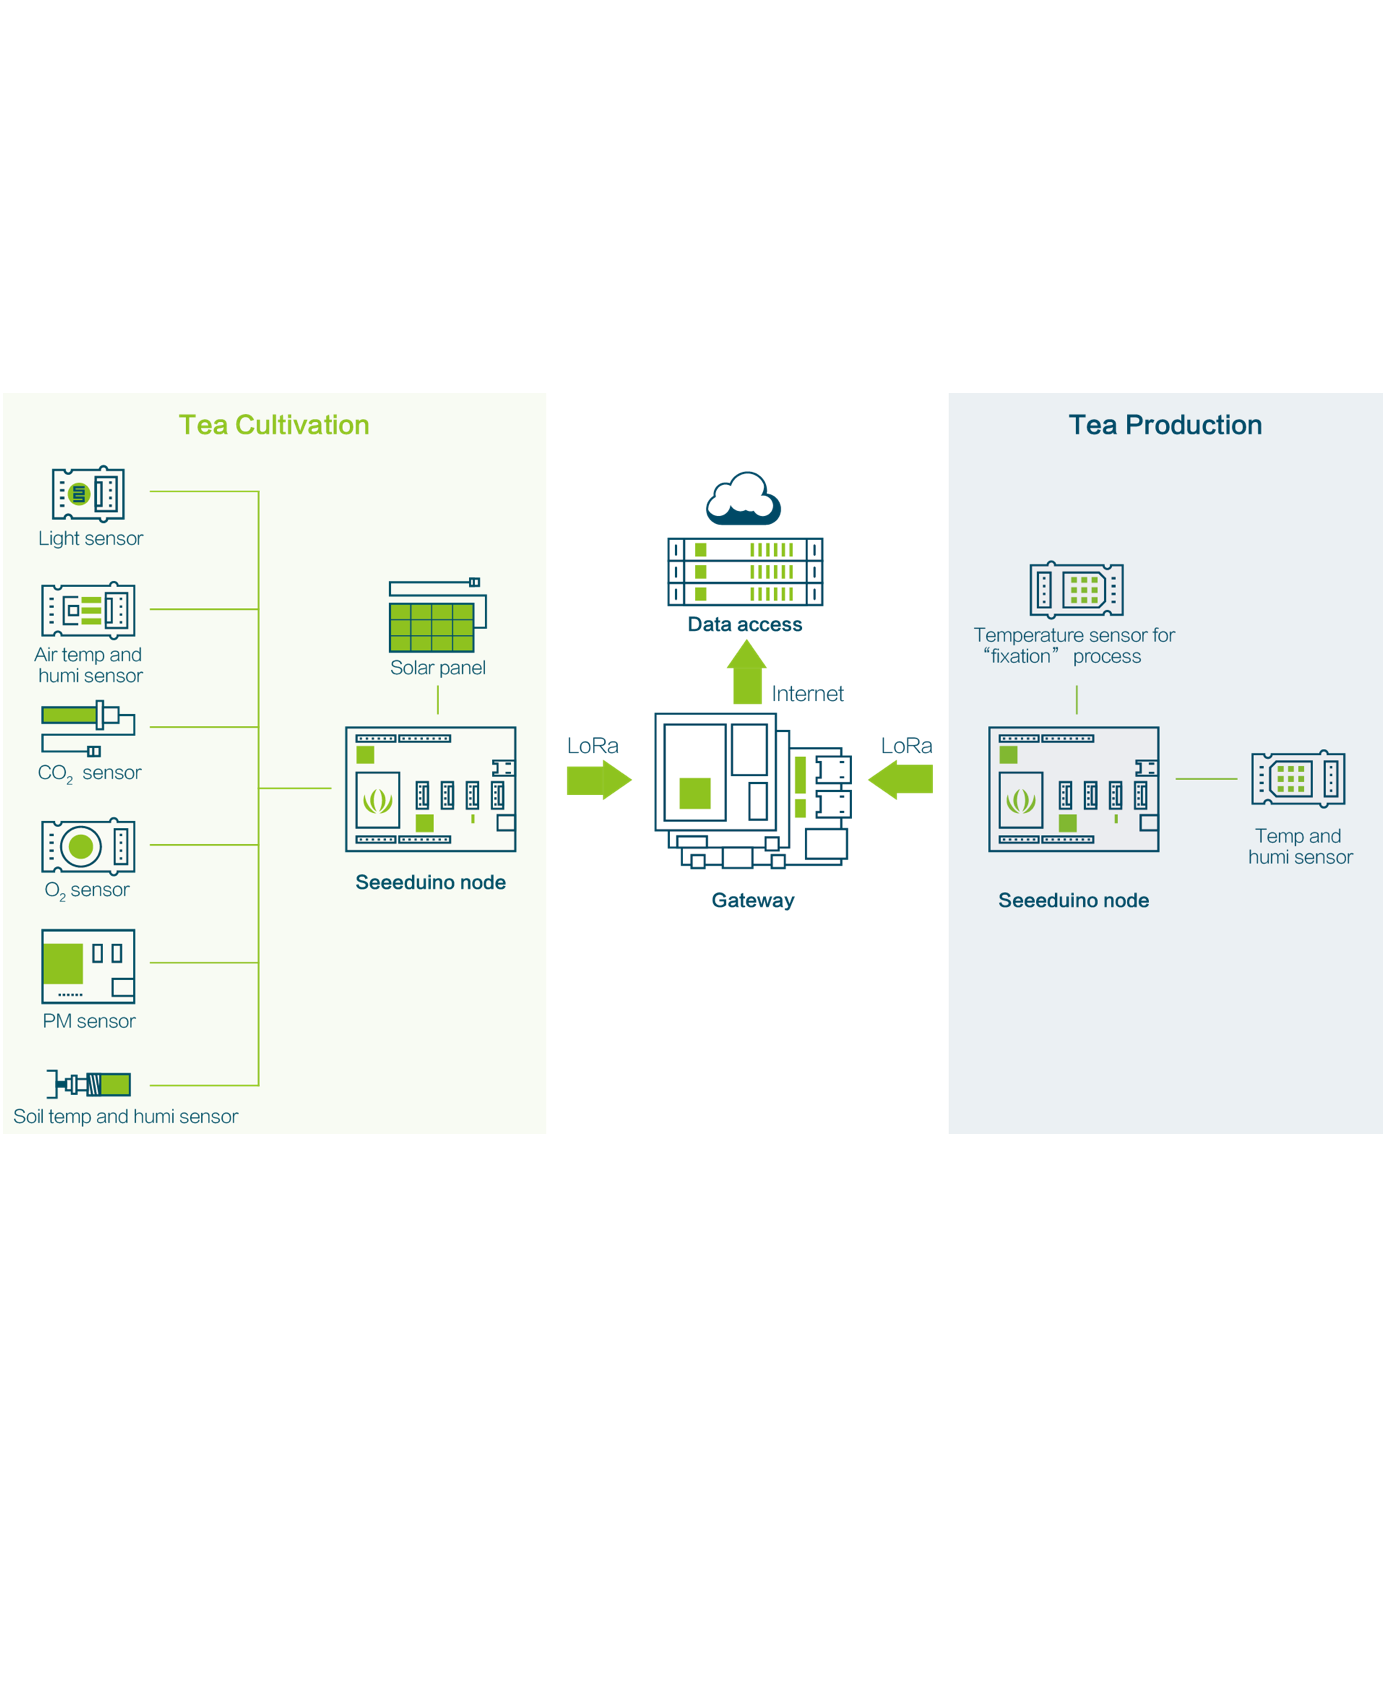 Tea Cultivation
Light sensor
Air temp and
humi sensor
CO₂ sensor
O₂ sensor
PM sensor
Soil temp and humi sensor
Solar panel
Seeeduino node
LoRa
Data access
Internet
Gateway
LoRa
Tea Production
Temperature sensor for
“fixation” process
Seeeduino node
Temp and
humi sensor